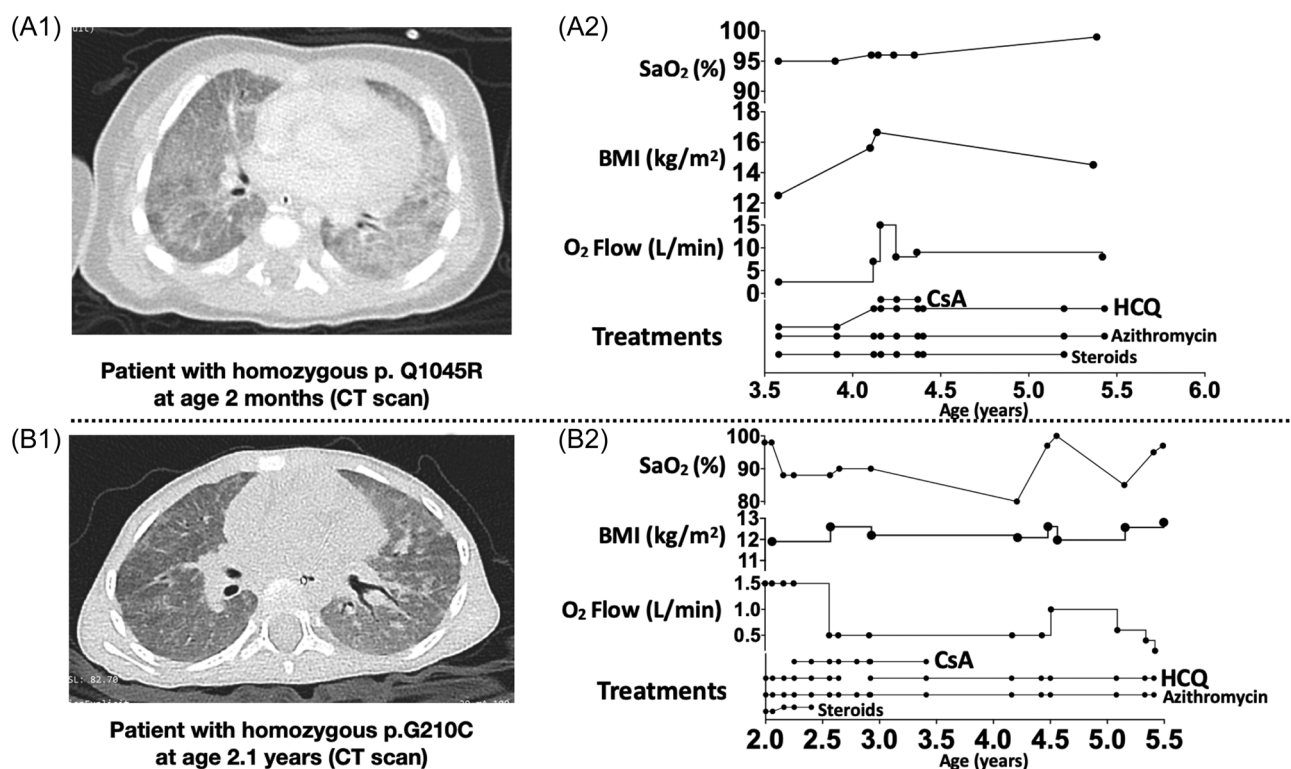 (A1)
uit)
Patient with homozygous p. Q1045R
at age 2 months (CT scan)
(A2)
SaO₂ (%)
100
95
90
BMI (kg/m²)
18
16
14
12
O₂ Flow (L/min)
15
10
5
0
Treatments
CsA
HCQ
Azithromycin
Steroids
3.5 4.0 4.5 5.0 5.5 6.0
Age (years)
(B1)
SL: 82.70
Patient with homozygous p.G210C
at age 2.1 years (CT scan)
(B2)
SaO₂ (%)
100
90
80
BMI (kg/m²)
13
12
11
O₂ Flow (L/min)
1.5
1.0
0.5
Treatments
CsA
HCQ
Azithromycin
Steroids
2.0 2.5 3.0 3.5 4.0 4.5 5.0 5.5
Age (years)